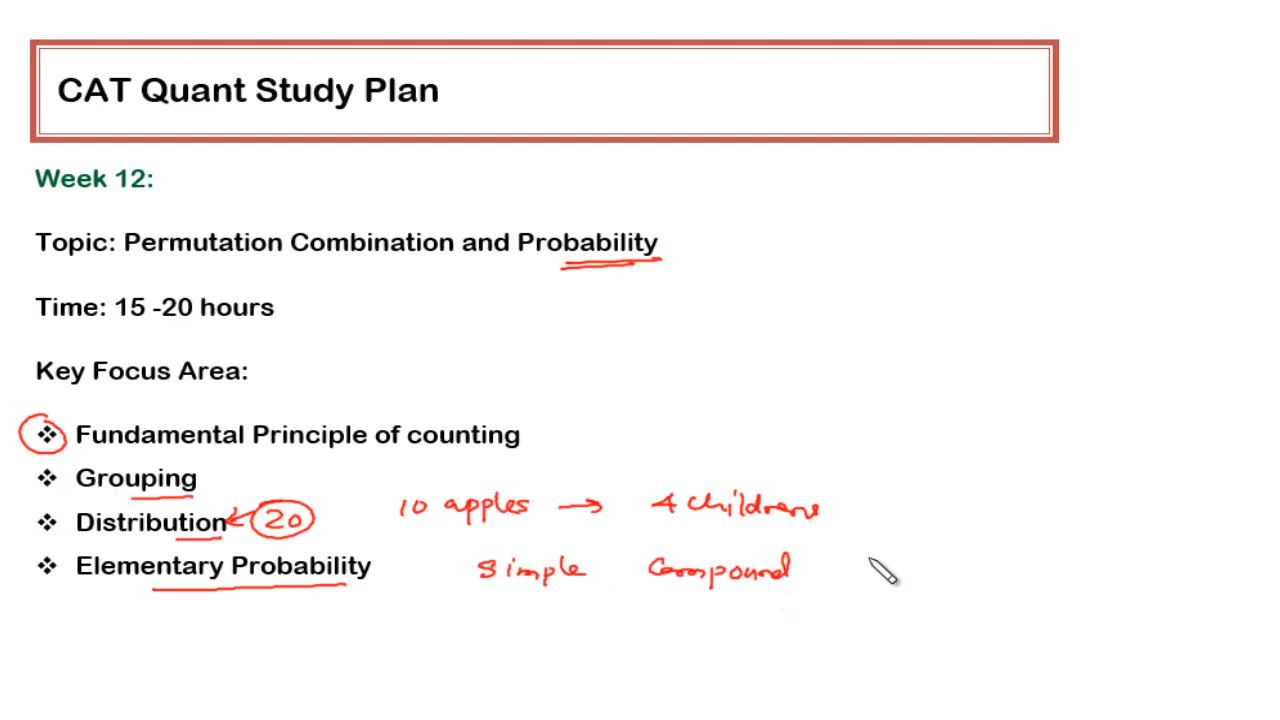 CAT Quant Study Plan
Week 12:
Topic: Permutation Combination and Probability
Time: 15 -20 hours
Key Focus Area:
❖ Fundamental Principle of counting
❖ Grouping
❖ Distribution 20 10 apples → 4 childrens
❖ Elementary Probability simple compound